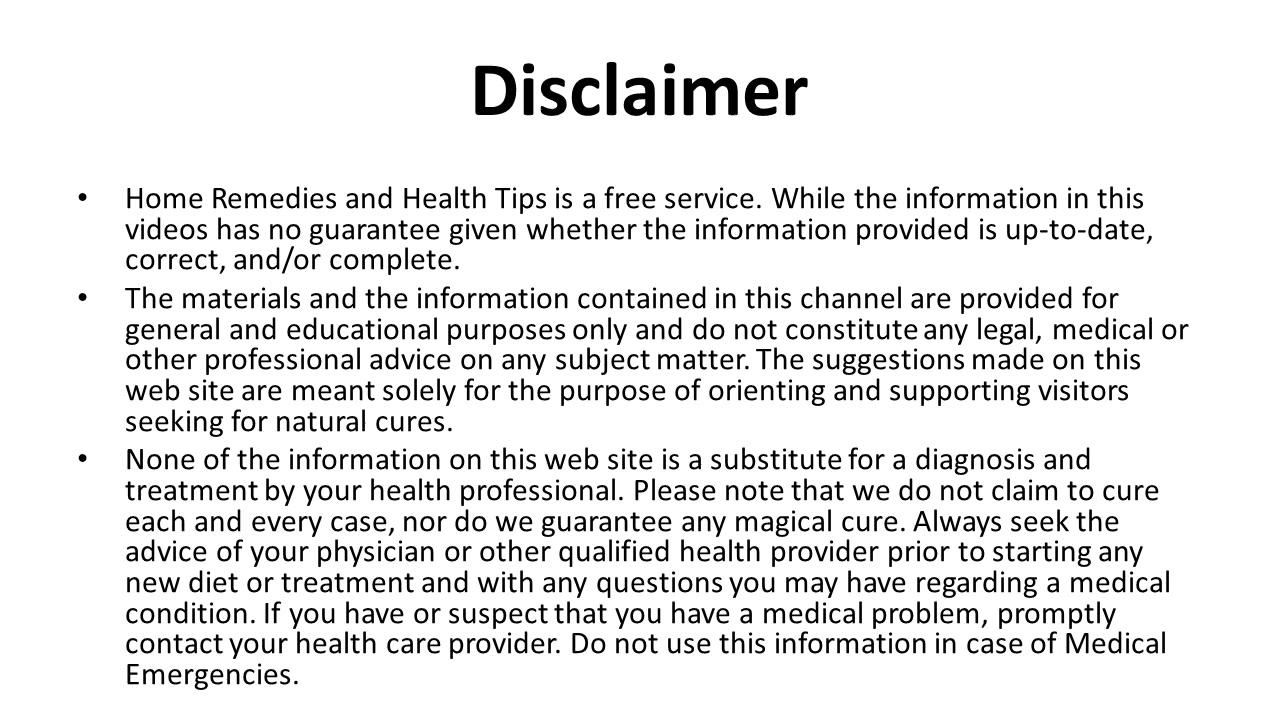 Disclaimer
• Home Remedies and Health Tips is a free service. While the information in this
videos has no guarantee given whether the information provided is up-to-date,
correct, and/or complete.
• The materials and the information contained in this channel are provided for
general and educational purposes only and do not constitute any legal, medical or
other professional advice on any subject matter. The suggestions made on this
web site are meant solely for the purpose of orienting and supporting visitors
seeking for natural cures.
• None of the information on this web site is a substitute for a diagnosis and
treatment by your health professional. Please note that we do not claim to cure
each and every case, nor do we guarantee any magical cure. Always seek the
advice of your physician or other qualified health provider prior to starting any
new diet or treatment and with any questions you may have regarding a medical
condition. If you have or suspect that you have a medical problem, promptly
contact your health care provider. Do not use this information in case of Medical
Emergencies.